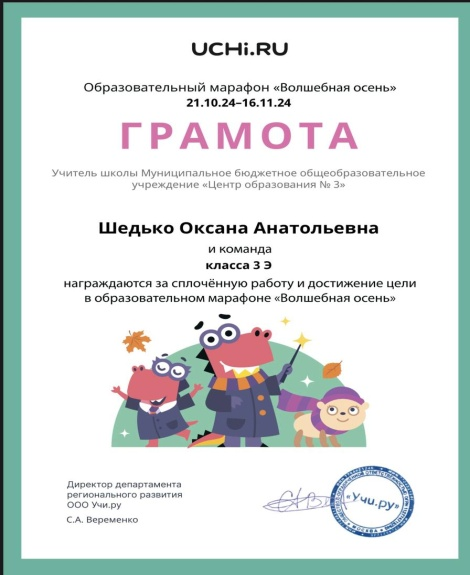 UCHi.RU
Образовательный марафон «Волшебная осень»
21.10.24–16.11.24
ГРАМОТА
Учитель школы Муниципальное бюджетное общеобразовательное
учреждение «Центр образования № 3»
Шедько Оксана Анатольевна
и команда
класса 3 Э
награждаются за сплочённую работу и достижение цели
в образовательном марафоне «Волшебная осень»
Директор департамента
регионального развития
ООО Учи.ру
С.А. Веременко
«Учи.ру»
МОСКВА